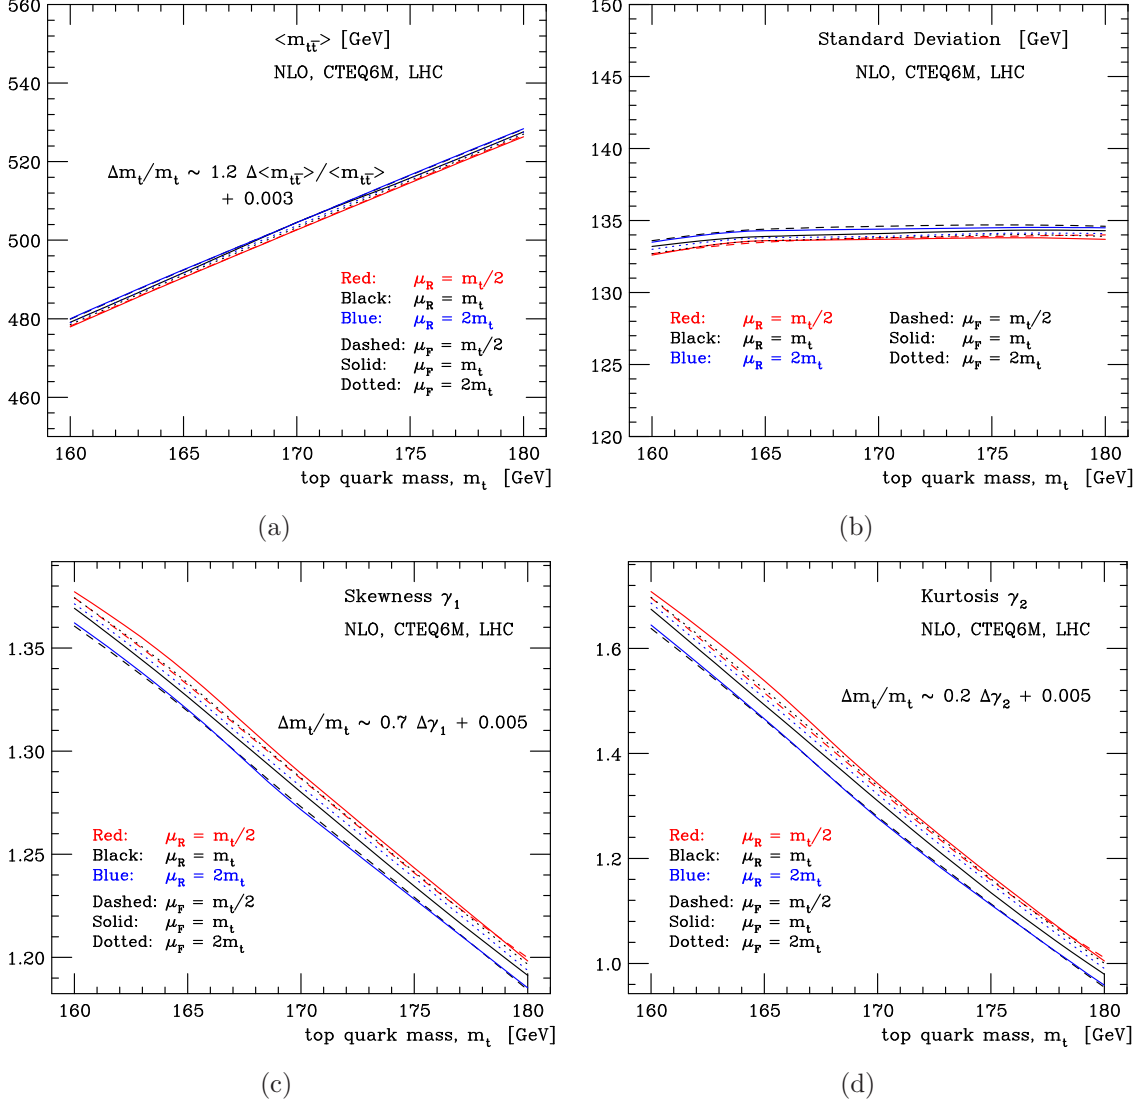 <m_{tt̅}> [GeV]
NLO, CTEQ6M, LHC
Δm_t/m_t ~ 1.2 Δ<m_{tt̅}>/<m_{tt̅}>
+ 0.003
Red: μ_R = m_t/2
Black: μ_R = m_t
Blue: μ_R = 2m_t
Dashed: μ_F = m_t/2
Solid: μ_F = m_t
Dotted: μ_F = 2m_t
560
540
520
500
480
460
160 165 170 175 180
top quark mass, m_t [GeV]
(a)
Standard Deviation [GeV]
NLO, CTEQ6M, LHC
Red: μ_R = m_t/2 Dashed: μ_F = m_t/2
Black: μ_R = m_t Solid: μ_F = m_t
Blue: μ_R = 2m_t Dotted: μ_F = 2m_t
150
145
140
135
130
125
120
160 165 170 175 180
top quark mass, m_t [GeV]
(b)
Skewness γ_1
NLO, CTEQ6M, LHC
Δm_t/m_t ~ 0.7 Δγ_1 + 0.005
Red: μ_R = m_t/2
Black: μ_R = m_t
Blue: μ_R = 2m_t
Dashed: μ_F = m_t/2
Solid: μ_F = m_t
Dotted: μ_F = 2m_t
1.35
1.30
1.25
1.20
160 165 170 175 180
top quark mass, m_t [GeV]
(c)
Kurtosis γ_2
NLO, CTEQ6M, LHC
Δm_t/m_t ~ 0.2 Δγ_2 + 0.005
Red: μ_R = m_t/2
Black: μ_R = m_t
Blue: μ_R = 2m_t
Dashed: μ_F = m_t/2
Solid: μ_F = m_t
Dotted: μ_F = 2m_t
1.6
1.4
1.2
1.0
160 165 170 175 180
top quark mass, m_t [GeV]
(d)